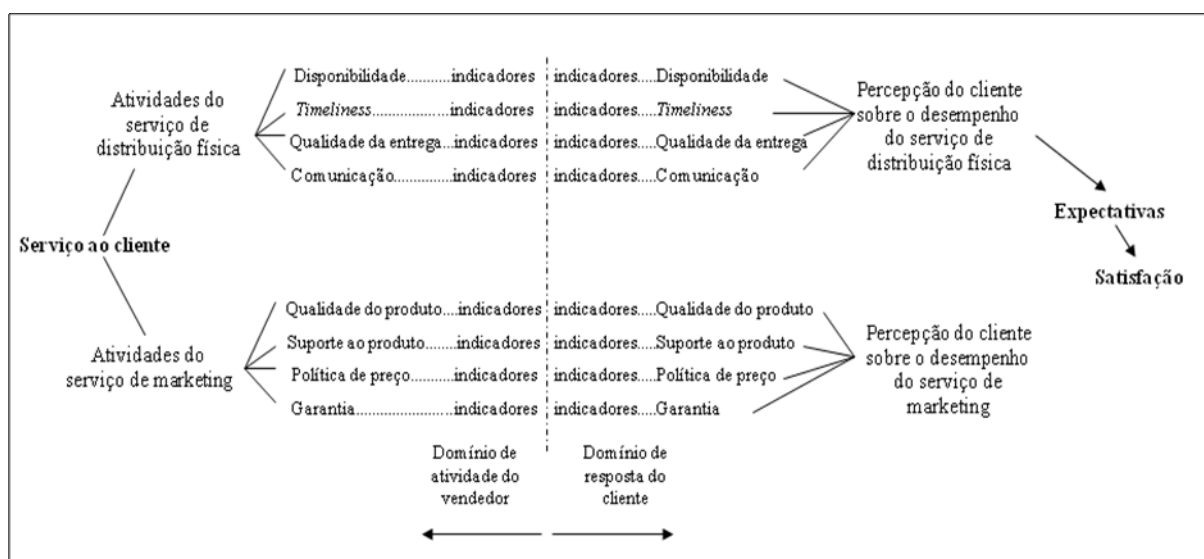 Disponibilidade..........indicadores indicadores.....Disponibilidade
Timeliness......................indicadores indicadores.....Timeliness
Qualidade da entrega...indicadores indicadores.....Qualidade da entrega
Comunicação................indicadores indicadores.....Comunicação
Atividades do
serviço de
distribuição física
Percepção do cliente
sobre o desempenho
do serviço de
distribuição física
Serviço ao cliente
Expectativas
Satisfação
Qualidade do produto....indicadores indicadores.....Qualidade do produto
Suporte ao produto........indicadores indicadores.....Suporte ao produto
Política de preço............indicadores indicadores.....Política de preço
Garantia........................indicadores indicadores.....Garantia
Atividades do
serviço de marketing
Percepção do cliente
sobre o desempenho
do serviço de
marketing
Domínio de
atividade do
vendedor
Domínio de
resposta do
cliente